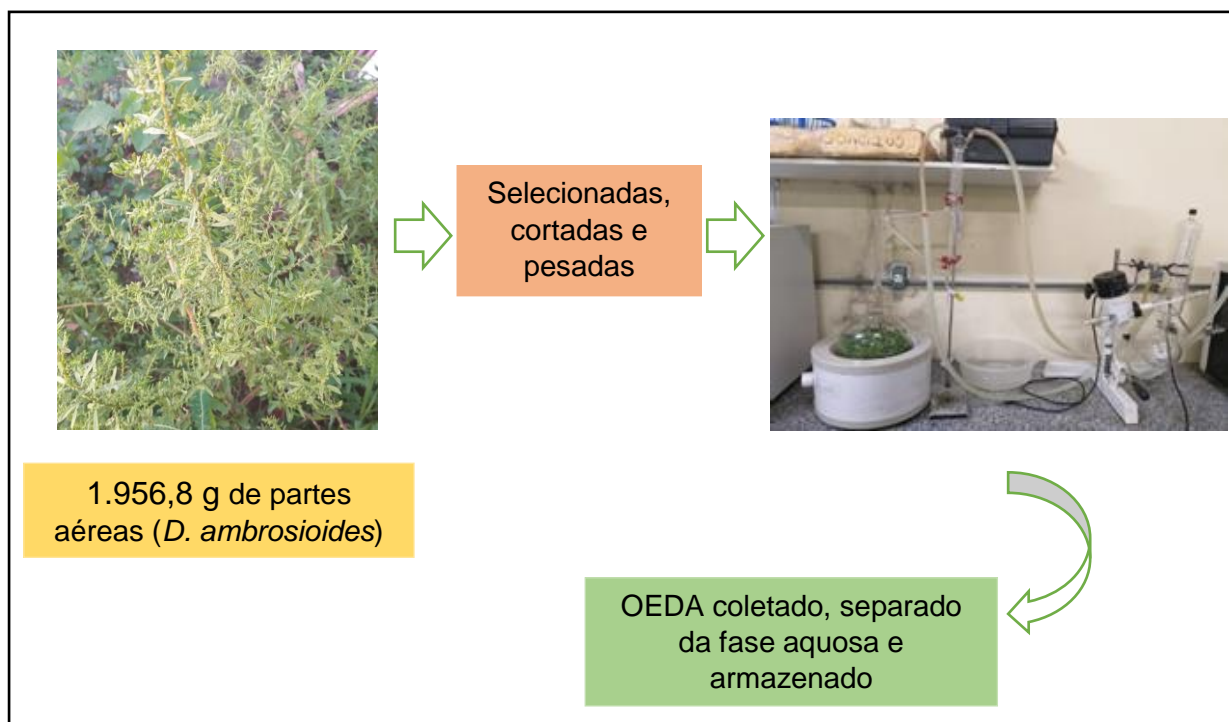 Selecionadas,
cortadas e
pesadas
1.956,8 g de partes
aéreas (D. ambrosioides)
OEDA coletado, separado
da fase aquosa e
armazenado